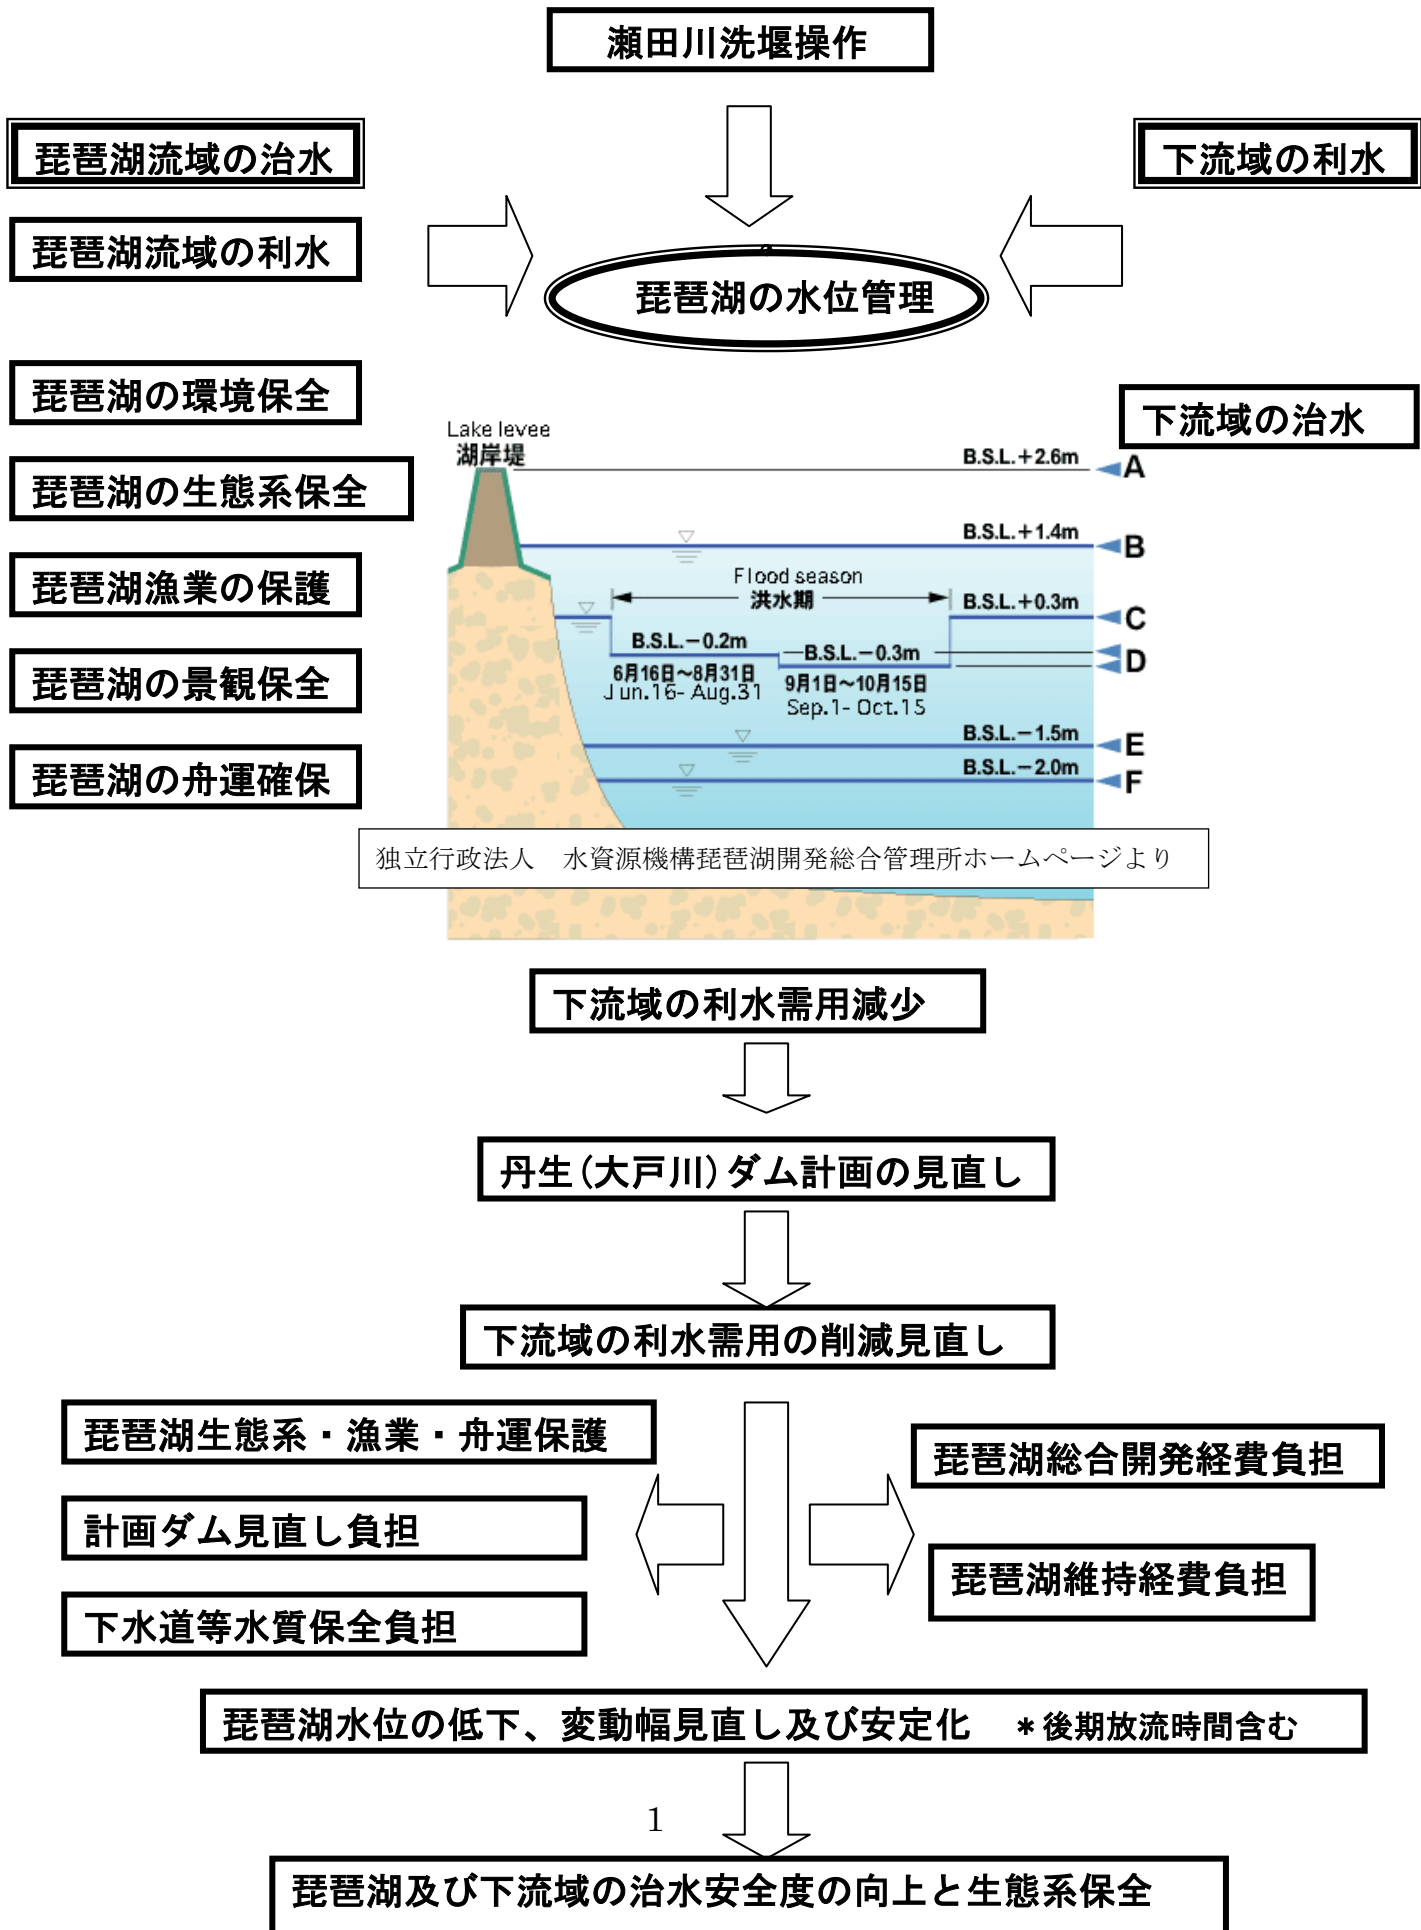 瀬田川洗堰操作
琵琶湖流域の治水
下流域の利水
琵琶湖流域の利水
琵琶湖の水位管理
琵琶湖の環境保全
下流域の治水
琵琶湖の生態系保全
琵琶湖漁業の保護
琵琶湖の景観保全
琵琶湖の舟運確保
Lake levee
湖岸堤
B.S.L.+2.6m
A
B.S.L.+1.4m
B
Flood season
洪水期
B.S.L.+0.3m
C
B.S.L.-0.2m
B.S.L.-0.3m
D
6月16日~8月31日
Jun.16- Aug.31
9月1日~10月15日
Sep.1- Oct.15
B.S.L.-1.5m
E
B.S.L.-2.0m
F
独立行政法人 水資源機構琵琶湖開発総合管理所ホームページより
下流域の利水需用減少
丹生(大戸川)ダム計画の見直し
下流域の利水需用の削減見直し
琵琶湖生態系・漁業・舟運保護
琵琶湖総合開発経費負担
計画ダム見直し負担
琵琶湖維持経費負担
下水道等水質保全負担
琵琶湖水位の低下、変動幅見直し及び安定化 *後期放流時間含む
1
琵琶湖及び下流域の治水安全度の向上と生態系保全